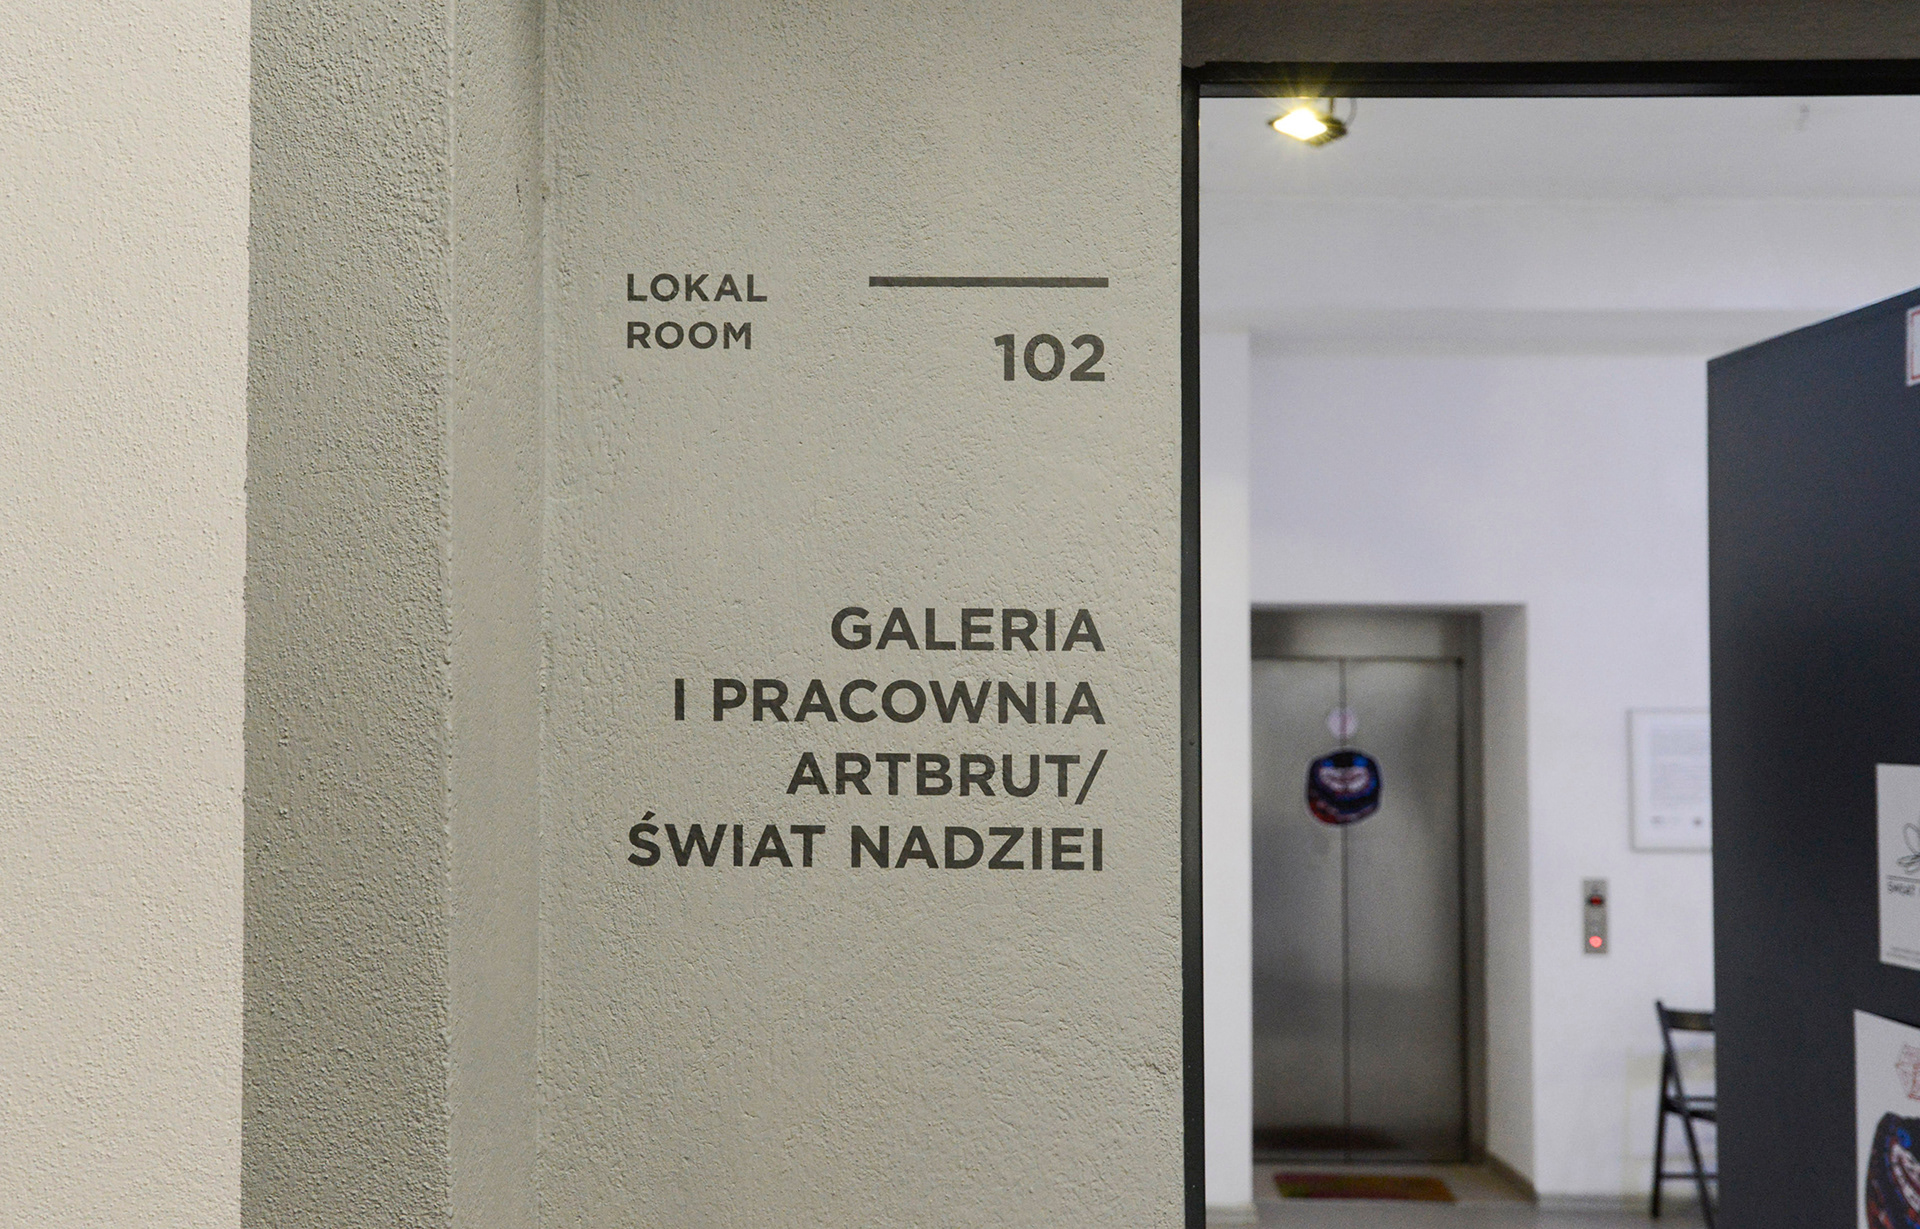 LOKAL
ROOM
102
GALERIA
I PRACOWNIA
ARTBRUT/
ŚWIAT NADZIEI